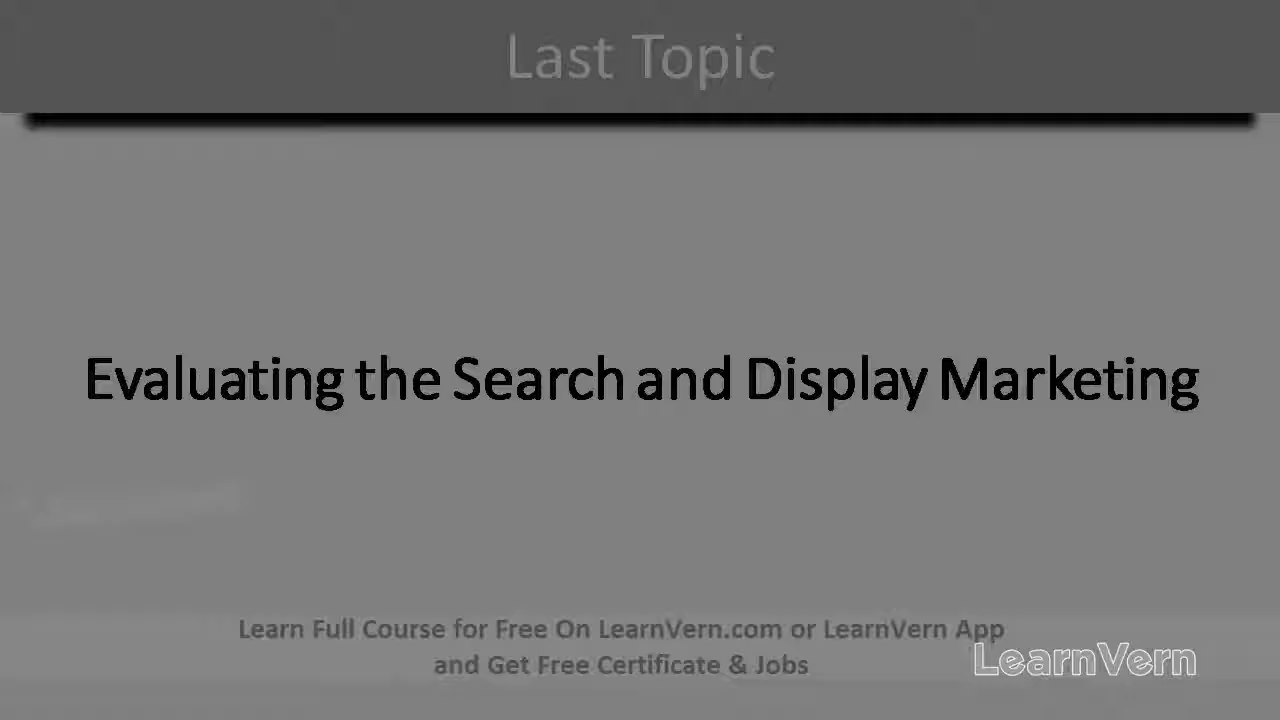 Last Topic
Evaluating the Search and Display Marketing
Learn Full Course for Free On LearnVern.com or LearnVern App
and Get Free Certificate & Jobs
LearnVern